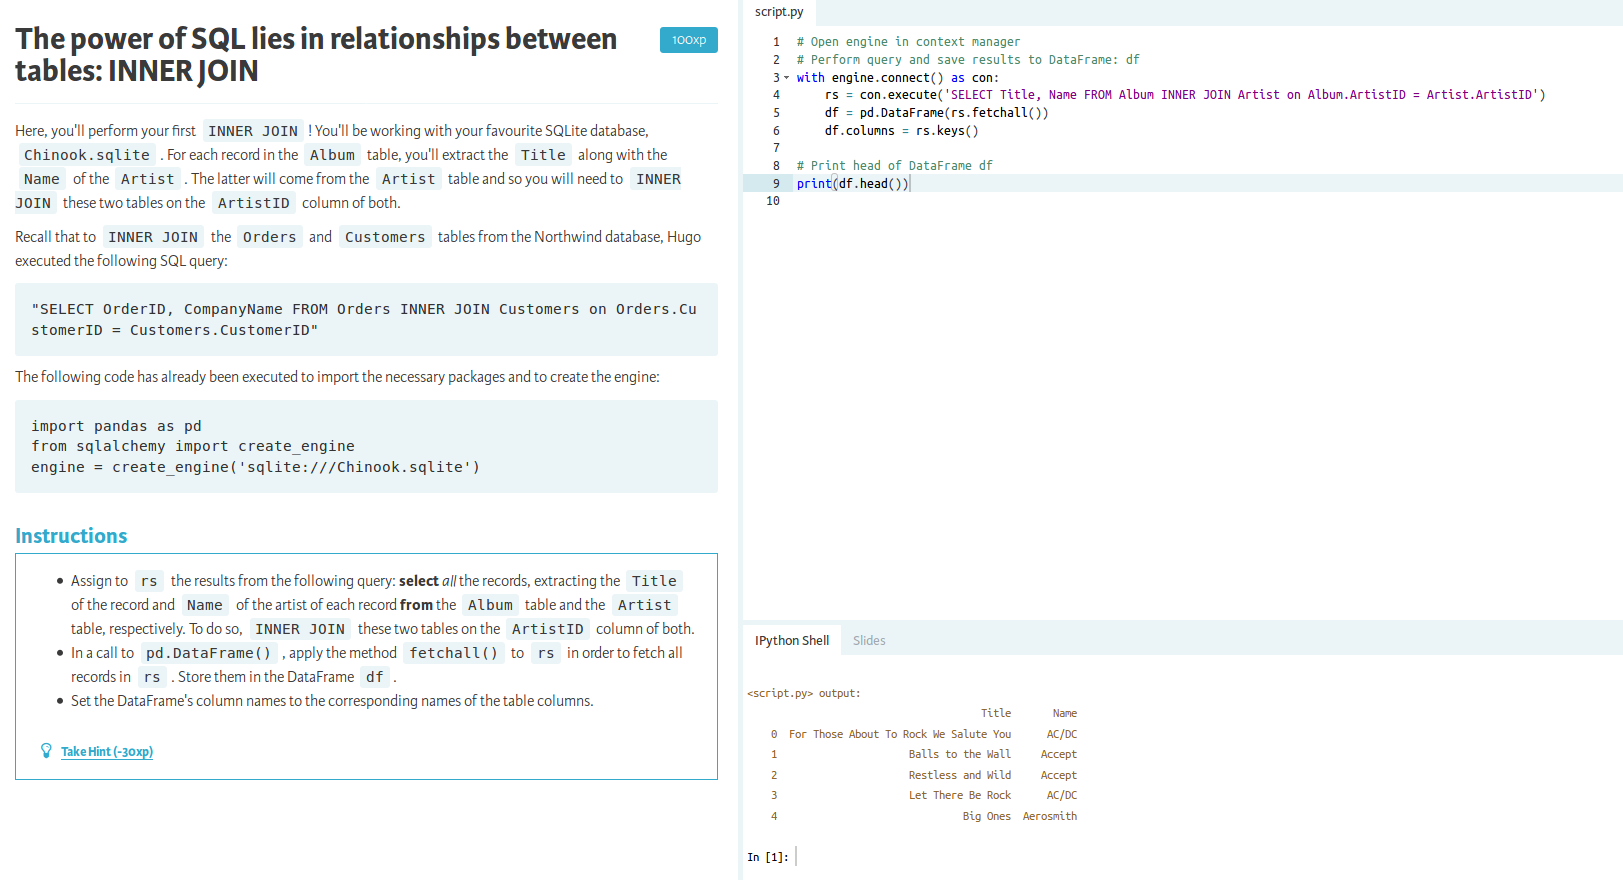 The power of SQL lies in relationships between
tables: INNER JOIN
100xp
Here, you'll perform your first INNER JOIN ! You'll be working with your favourite SQLite database,
Chinook.sqlite . For each record in the Album table, you'll extract the Title along with the
Name of the Artist . The latter will come from the Artist table and so you will need to INNER
JOIN these two tables on the ArtistID column of both.
Recall that to INNER JOIN the Orders and Customers tables from the Northwind database, Hugo
executed the following SQL query:
"SELECT OrderID, CompanyName FROM Orders INNER JOIN Customers on Orders.Cu
stomerID = Customers.CustomerID"
The following code has already been executed to import the necessary packages and to create the engine:
import pandas as pd
from sqlalchemy import create_engine
engine = create_engine('sqlite:///Chinook.sqlite')
Instructions
• Assign to rs the results from the following query: select all the records, extracting the Title
of the record and Name of the artist of each record from the Album table and the Artist
table, respectively. To do so, INNER JOIN these two tables on the ArtistID column of both.
• In a call to pd.DataFrame() , apply the method fetchall() to rs in order to fetch all
records in rs . Store them in the DataFrame df .
• Set the DataFrame's column names to the corresponding names of the table columns.
Take Hint (-30xp)
script.py
1 # Open engine in context manager
2 # Perform query and save results to DataFrame: df
3 with engine.connect() as con:
4 rs = con.execute('SELECT Title, Name FROM Album INNER JOIN Artist on Album.ArtistID = Artist.ArtistID')
5 df = pd.DataFrame(rs.fetchall())
6 df.columns = rs.keys()
7
8 # Print head of DataFrame df
9 print(df.head())
10
IPython Shell Slides
<script.py> output:
Title Name
0 For Those About To Rock We Salute You AC/DC
1 Balls to the Wall Accept
2 Restless and Wild Accept
3 Let There Be Rock AC/DC
4 Big Ones Aerosmith
In [1]: